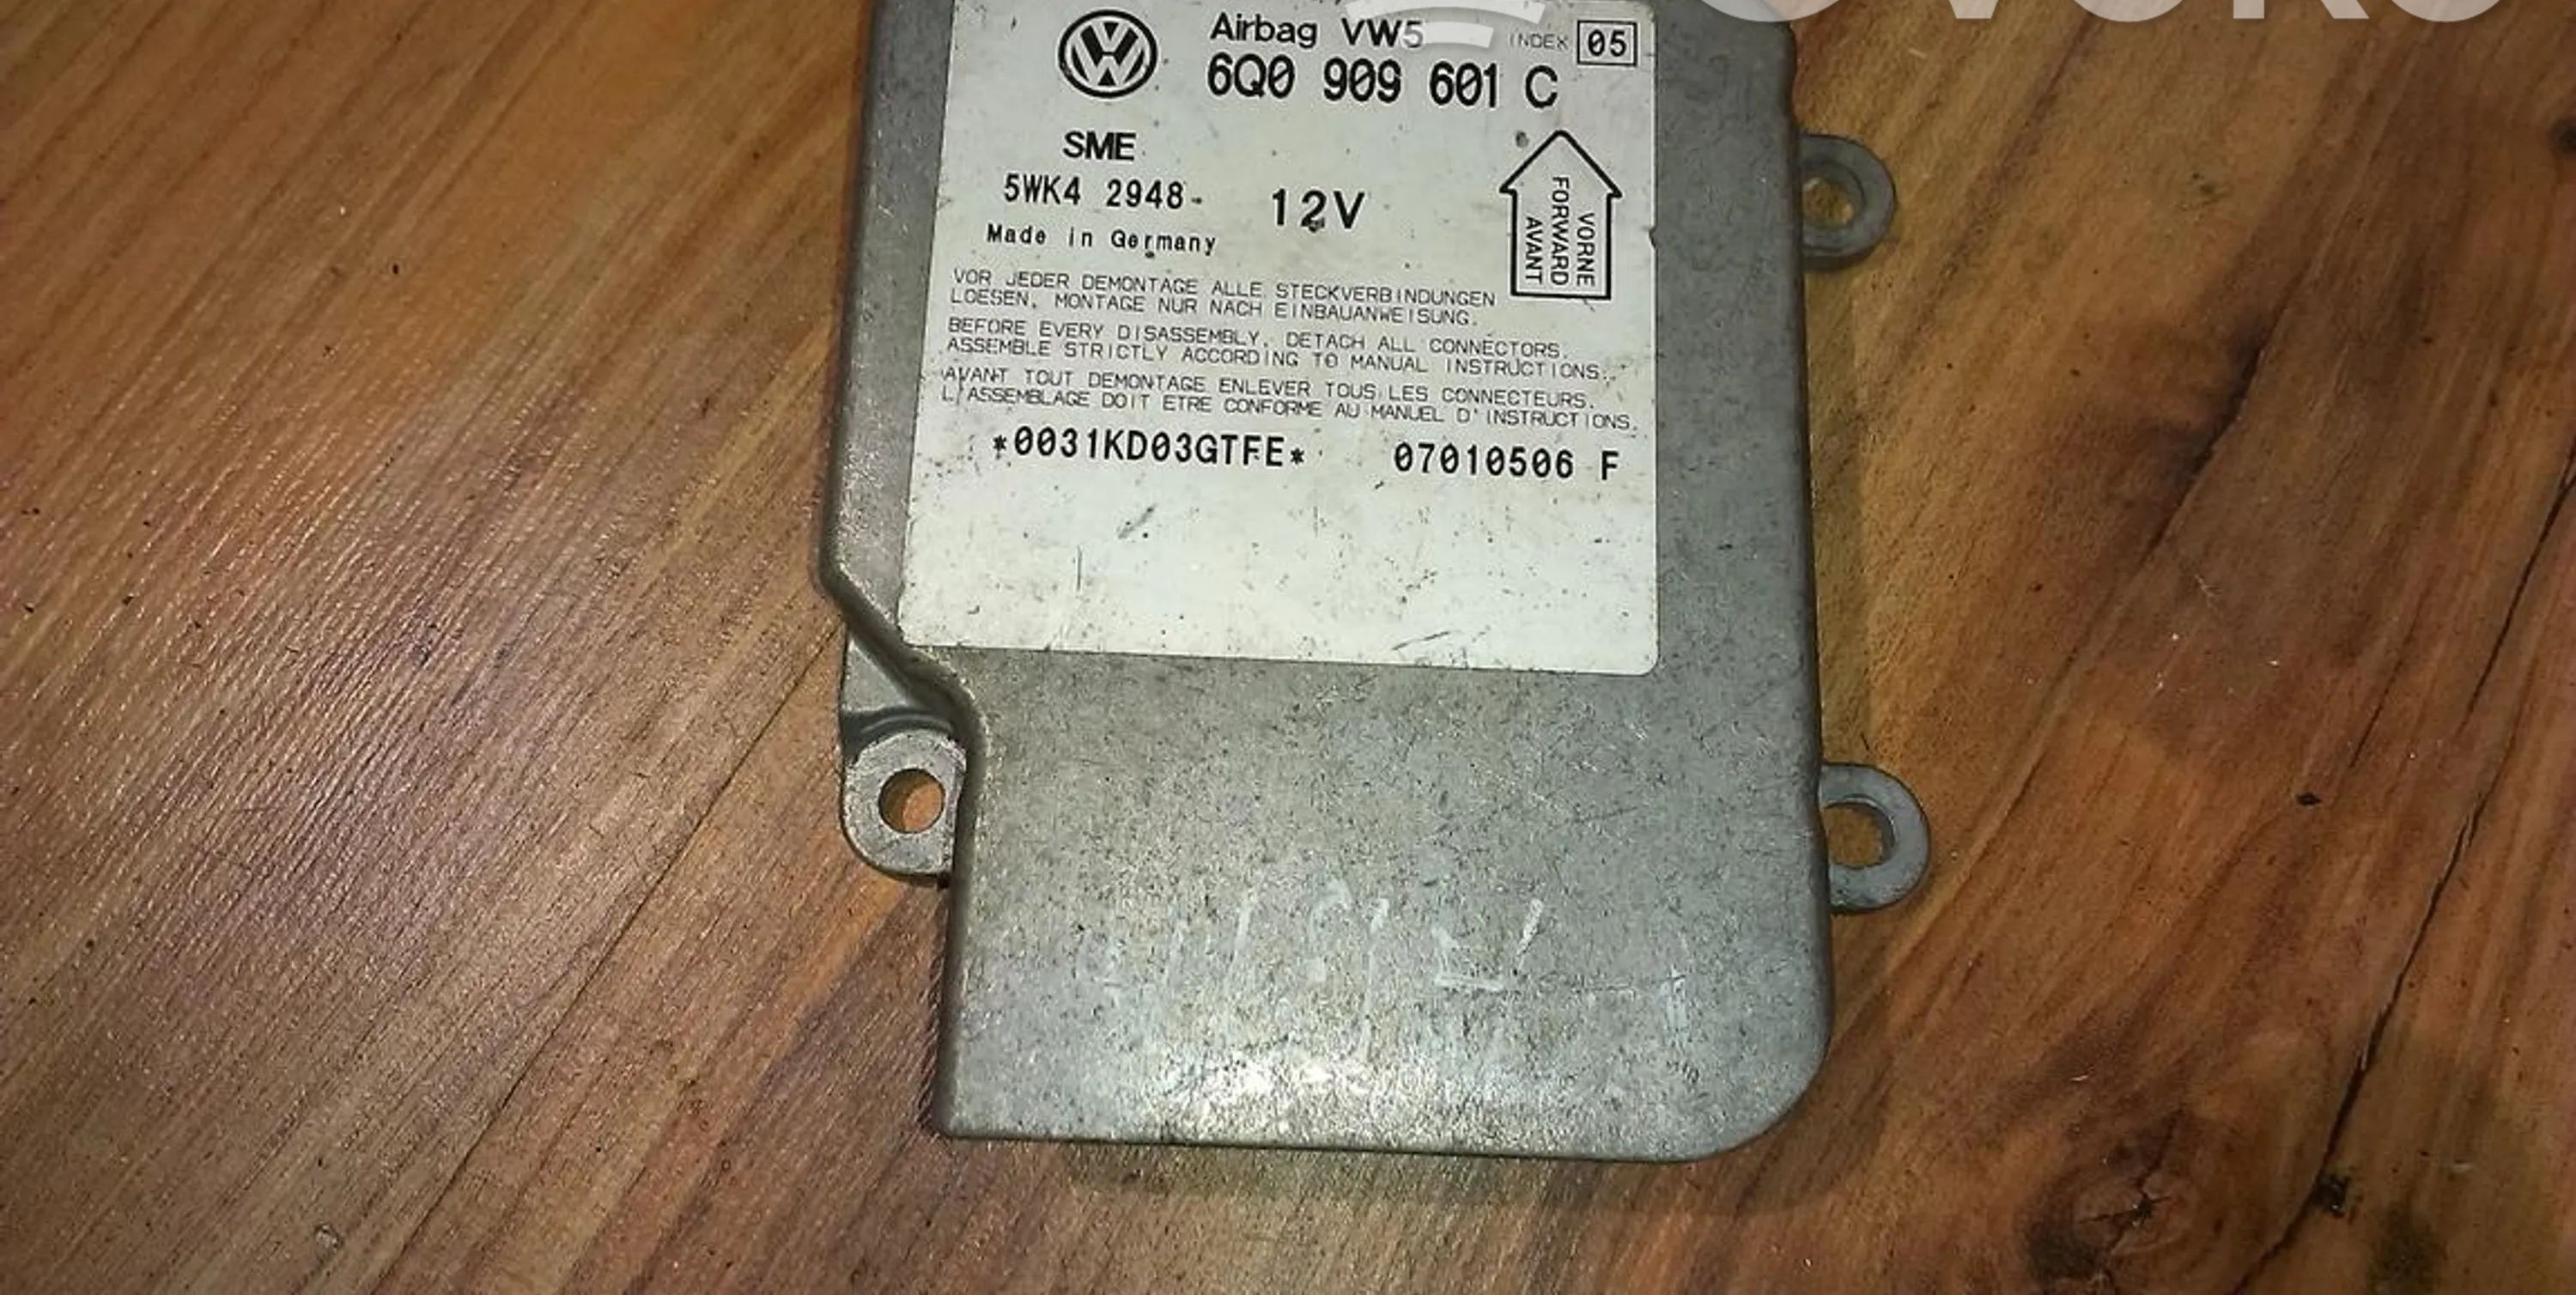 Airbag VW5 INDEX 05
6Q0 909 601 C
SME
5WK4 2948- 12V
Made in Germany
VORNE
FORWARD
AVANT
VOR JEDER DEMONTAGE ALLE STECKVERBINDUNGEN
LOESEN, MONTAGE NUR NACH EINBAUANWEISUNG.
BEFORE EVERY DISASSEMBLY, DETACH ALL CONNECTORS.
ASSEMBLE STRICTLY ACCORDING TO MANUAL INSTRUCTIONS.
AVANT TOUT DEMONTAGE ENLEVER TOUS LES CONNECTEURS.
L'ASSEMBLAGE DOIT ETRE CONFORME AU MANUEL D'INSTRUCTIONS.
*0031KD03GTFE* 07010506 F